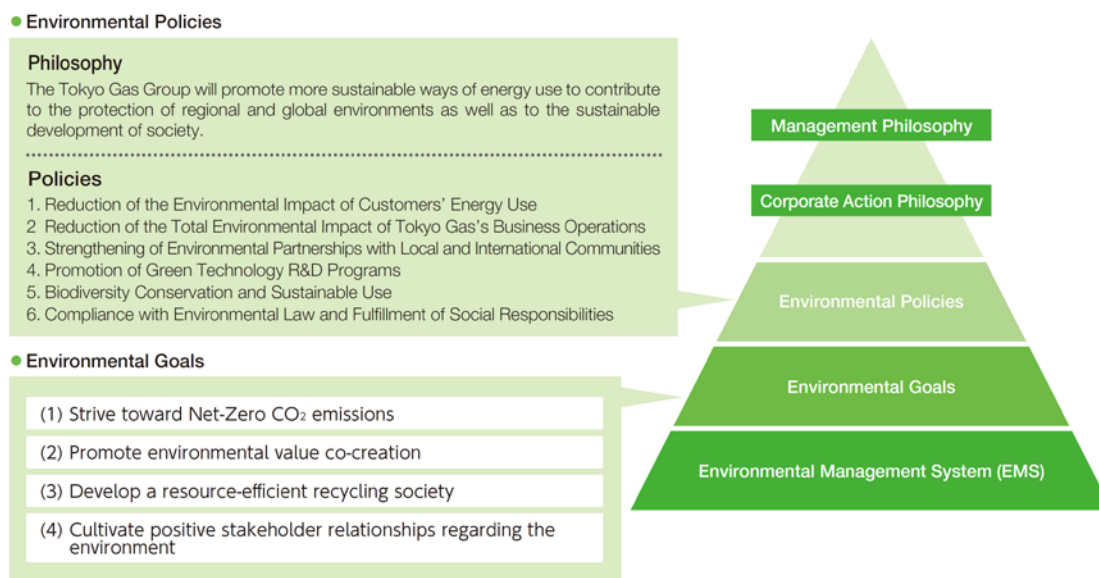 Environmental Policies
Philosophy
The Tokyo Gas Group will promote more sustainable ways of energy use to contribute
to the protection of regional and global environments as well as to the sustainable
development of society.
Policies
1. Reduction of the Environmental Impact of Customers' Energy Use
2 Reduction of the Total Environmental Impact of Tokyo Gas's Business Operations
3. Strengthening of Environmental Partnerships with Local and International Communities
4. Promotion of Green Technology R&D Programs
5. Biodiversity Conservation and Sustainable Use
6. Compliance with Environmental Law and Fulfillment of Social Responsibilities
Environmental Goals
(1) Strive toward Net-Zero CO₂ emissions
(2) Promote environmental value co-creation
(3) Develop a resource-efficient recycling society
(4) Cultivate positive stakeholder relationships regarding the
environment
Management Philosophy
Corporate Action Philosophy
Environmental Policies
Environmental Goals
Environmental Management System (EMS)